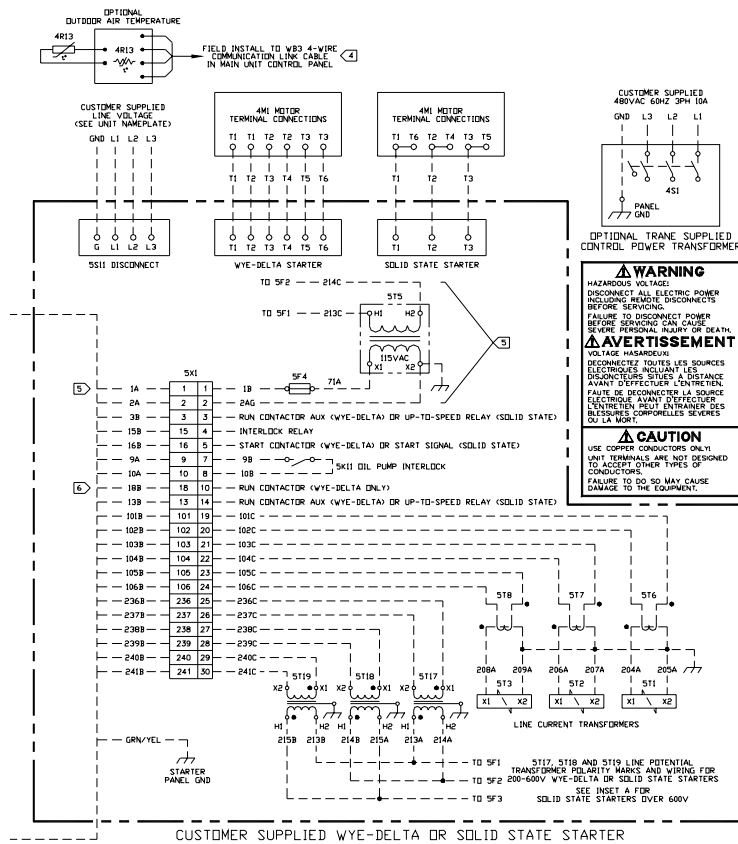 OPTIONAL
OUTDOOR AIR TEMPERATURE
4R13
4R13
t°
t°
FIELD INSTALL TO WB3 4-WIRE
COMMUNICATION LINK CABLE
IN MAIN UNIT CONTROL PANEL
4
CUSTOMER SUPPLIED
LINE VOLTAGE
(SEE UNIT NAMEPLATE)
GND L1 L2 L3
G L1 L2 L3
5S11 DISCONNECT
4M1 MOTOR
TERMINAL CONNECTIONS
T1 T1 T2 T2 T3 T3
T1 T2 T3 T4 T5 T6
T1 T2 T3 T4 T5 T6
WYE-DELTA STARTER
4M1 MOTOR
TERMINAL CONNECTIONS
T1 T6 T2 T4 T3 T5
T1 T2 T3
T1 T2 T3
SOLID STATE STARTER
CUSTOMER SUPPLIED
480VAC 60HZ 3PH 10A
GND L3 L2 L1
4S1
PANEL
GND
OPTIONAL TRANE SUPPLIED
CONTROL POWER TRANSFORMER
WARNING
HAZARDOUS VOLTAGE!
DISCONNECT ALL ELECTRIC POWER
INCLUDING REMOTE DISCONNECTS
BEFORE SERVICING.
FAILURE TO DISCONNECT POWER
BEFORE SERVICING CAN CAUSE
SEVERE PERSONAL INJURY OR DEATH.
AVERTISSEMENT
VOLTAGE HASARDEUX!
DECONNECTEZ TOUTES LES SOURCES
ELECTRIQUES INCLUANT LES
DISJONCTEURS SITUES A DISTANCE
AVANT D'EFFECTUER L'ENTRETIEN.
FAUTE DE DECONNECTER LA SOURCE
ELECTRIQUE AVANT D'EFFECTUER
L'ENTRETIEN PEUT ENTRAINER DES
BLESSURES CORPORELLES SEVERES
OU LA MORT.
CAUTION
USE COPPER CONDUCTORS ONLY!
UNIT TERMINALS ARE NOT DESIGNED
TO ACCEPT OTHER TYPES OF
CONDUCTORS.
FAILURE TO DO SO MAY CAUSE
DAMAGE TO THE EQUIPMENT.
TO 5F2 214C
5T5
TO 5F1 213C H1 H2
115VAC
X1 X2
5
5X1
5 1A 1 1 1B 5F4 71A
2A 2 2 2AG
3B 3 3 RUN CONTACTOR AUX (WYE-DELTA) OR UP-TO-SPEED RELAY (SOLID STATE)
15B 15 4 INTERLOCK RELAY
16B 16 5 START CONTACTOR (WYE-DELTA) OR START SIGNAL (SOLID STATE)
9A 9 7 9B
10A 10 8 10B 5K11 OIL PUMP INTERLOCK
6 18B 18 10 RUN CONTACTOR (WYE-DELTA ONLY)
13B 13 14 RUN CONTACTOR AUX (WYE-DELTA) OR UP-TO-SPEED RELAY (SOLID STATE)
101B 101 19 101C
102B 102 20 102C
103B 103 21 103C
104B 104 22 104C
105B 105 23 105C
106B 106 24 106C
236B 236 25 236C
237B 237 26 237C
238B 238 27 238C
239B 239 28 239C
240B 240 29 240C
241B 241 30 241C
5T8 5T7 5T6
208A 209A 206A 207A 204A 205A
5T3 5T2 5T1
X1 X2 X1 X2 X1 X2
LINE CURRENT TRANSFORMERS
5T19 5T18 5T17
X2 X1 X2 X1 X2 X1
H1 H2 H1 H2 H1 H2
215B 213B 214B 215A 213A 214A
GRN/YEL
STARTER
PANEL GND
TO 5F1
TO 5F2
TO 5F3
5T17, 5T18 AND 5T19 LINE POTENTIAL
TRANSFORMER POLARITY MARKS AND WIRING FOR
200-600V WYE-DELTA OR SOLID STATE STARTERS
SEE INSET A FOR
SOLID STATE STARTERS OVER 600V
CUSTOMER SUPPLIED WYE-DELTA OR SOLID STATE STARTER